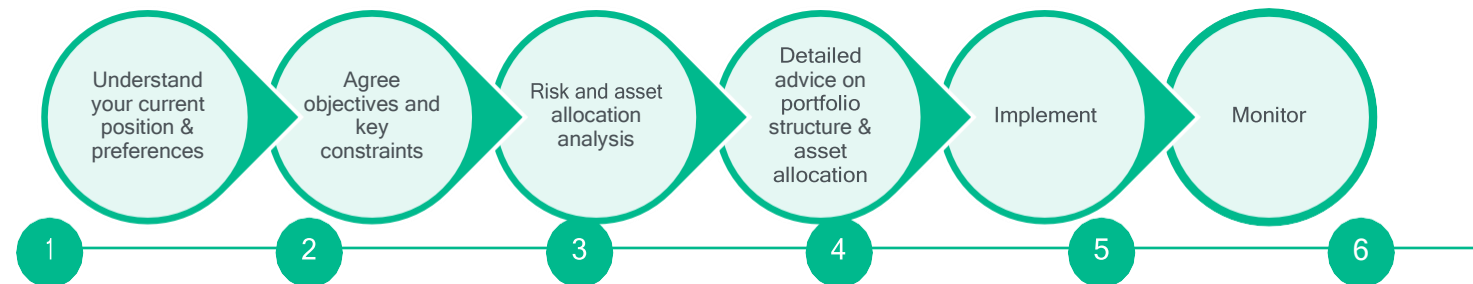 Understand
your current
position &
preferences
Agree
objectives and
key
constraints
Risk and asset
allocation
analysis
Detailed
advice on
portfolio
structure &
asset
allocation
Implement
Monitor
1
2
3
4
5
6